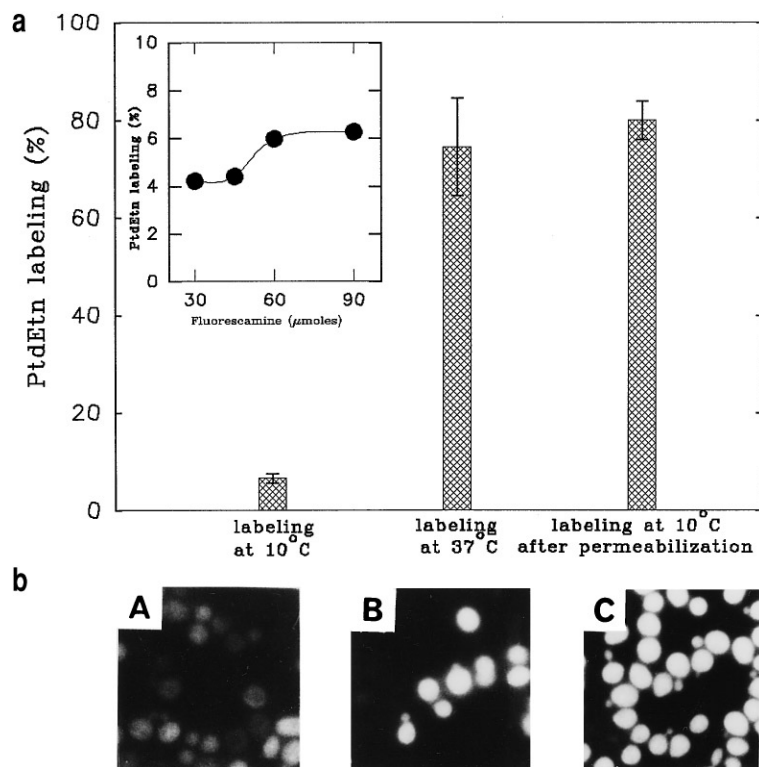 a
100
80
60
40
20
0
PtdEtn labeling (%)
10
8
6
4
2
0
PtdEtn labeling (%)
30 60 90
Fluorescamine (μmoles)
labeling
at 10°C
labeling
at 37°C
labeling at 10°C
after permeabilization
b
A
B
C